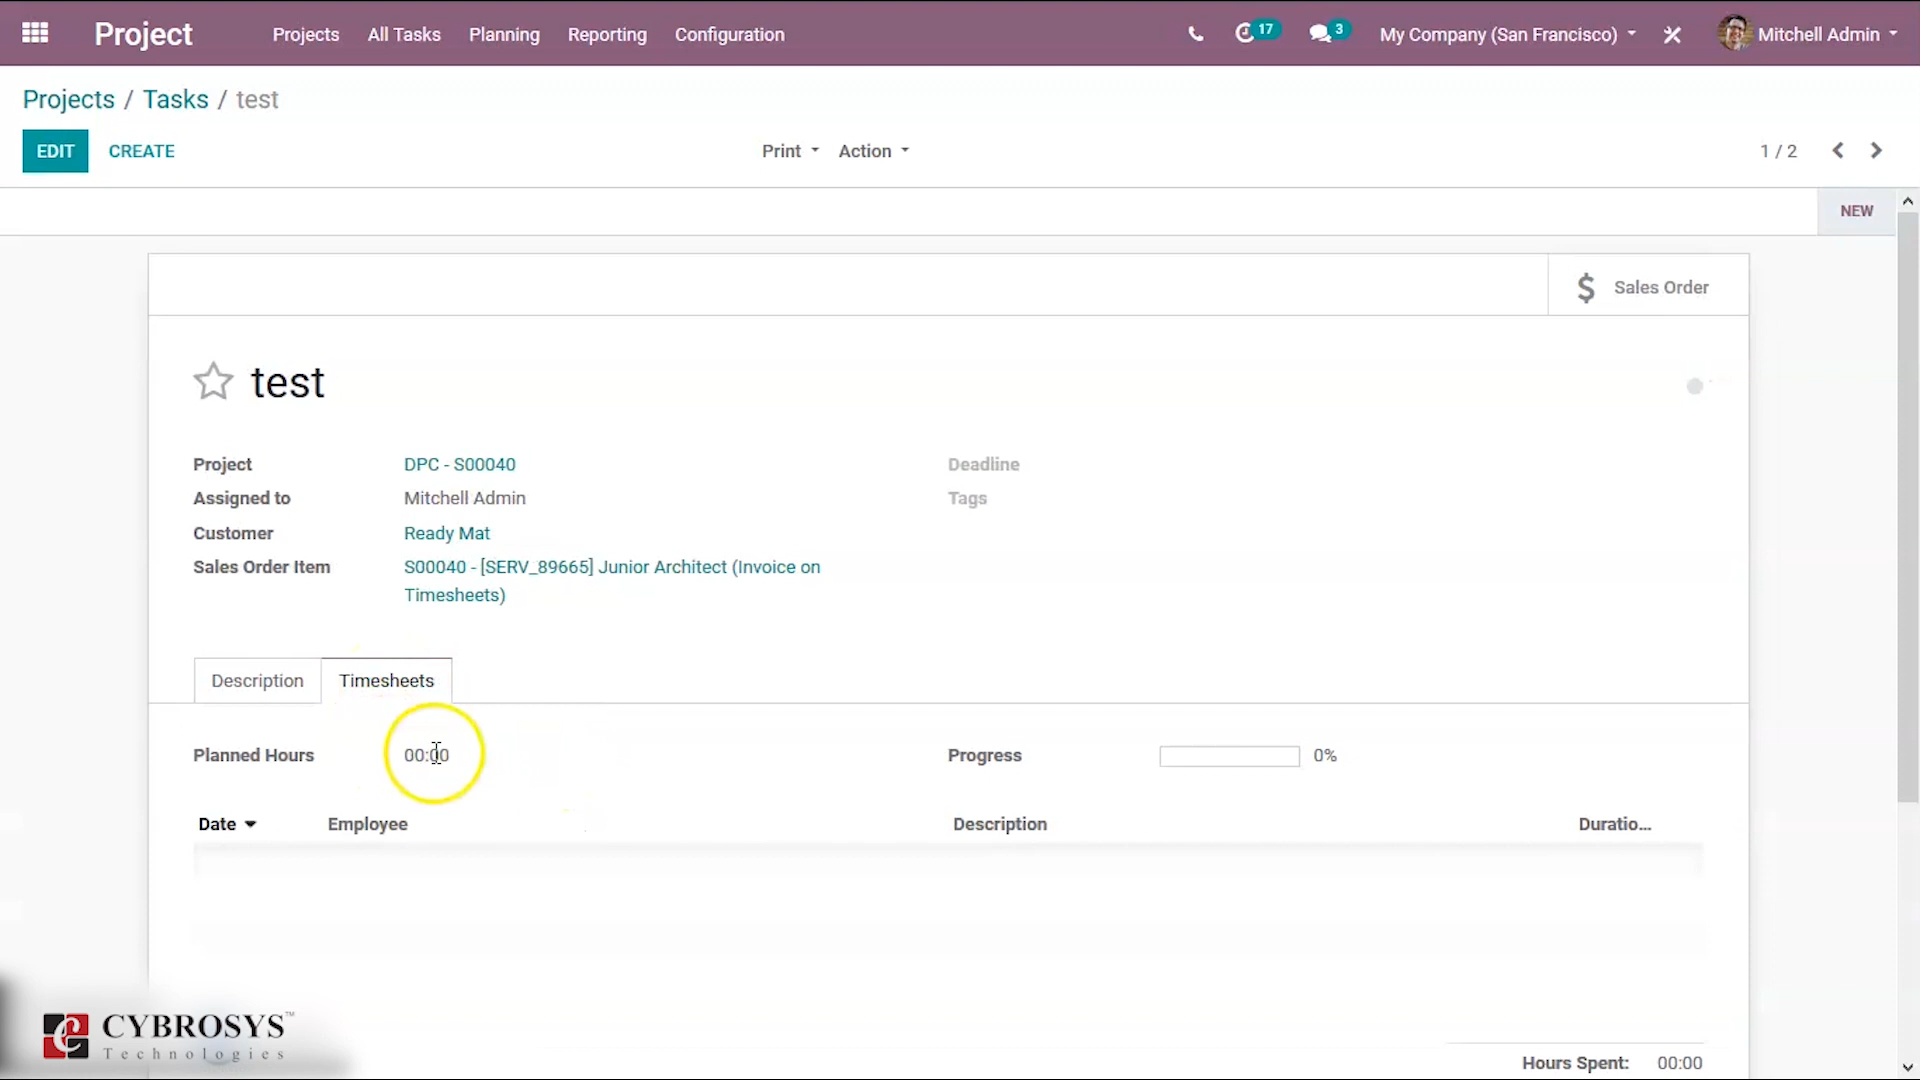 Project Projects All Tasks Planning Reporting Configuration 17 3 My Company (San Francisco) Mitchell Admin
Projects / Tasks / test
EDIT CREATE Print Action 1 / 2
NEW
$ Sales Order
test
Project DPC - S00040 Deadline
Assigned to Mitchell Admin Tags
Customer Ready Mat
Sales Order Item S00040 - [SERV_89665] Junior Architect (Invoice on
Timesheets)
Description Timesheets
Planned Hours 00:00 Progress 0%
Date Employee Description Duratio...
CYBROSYS™
Technologies
Hours Spent: 00:00